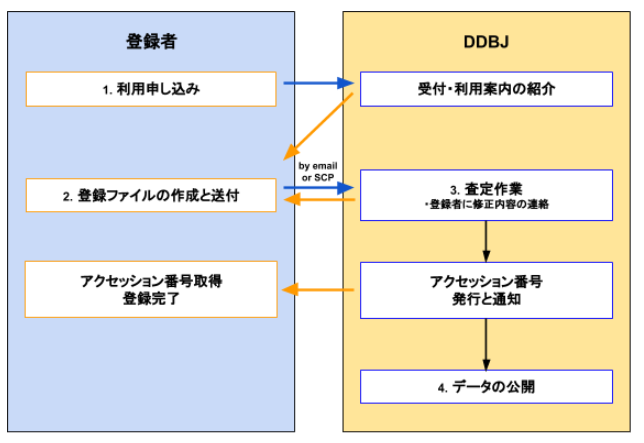 登録者
DDBJ
1. 利用申し込み
受付・利用案内の紹介
by email
or SCP
2. 登録ファイルの作成と送付
3. 査定作業
・登録者に修正内容の連絡
アクセッション番号取得
登録完了
アクセッション番号
発行と通知
4. データの公開